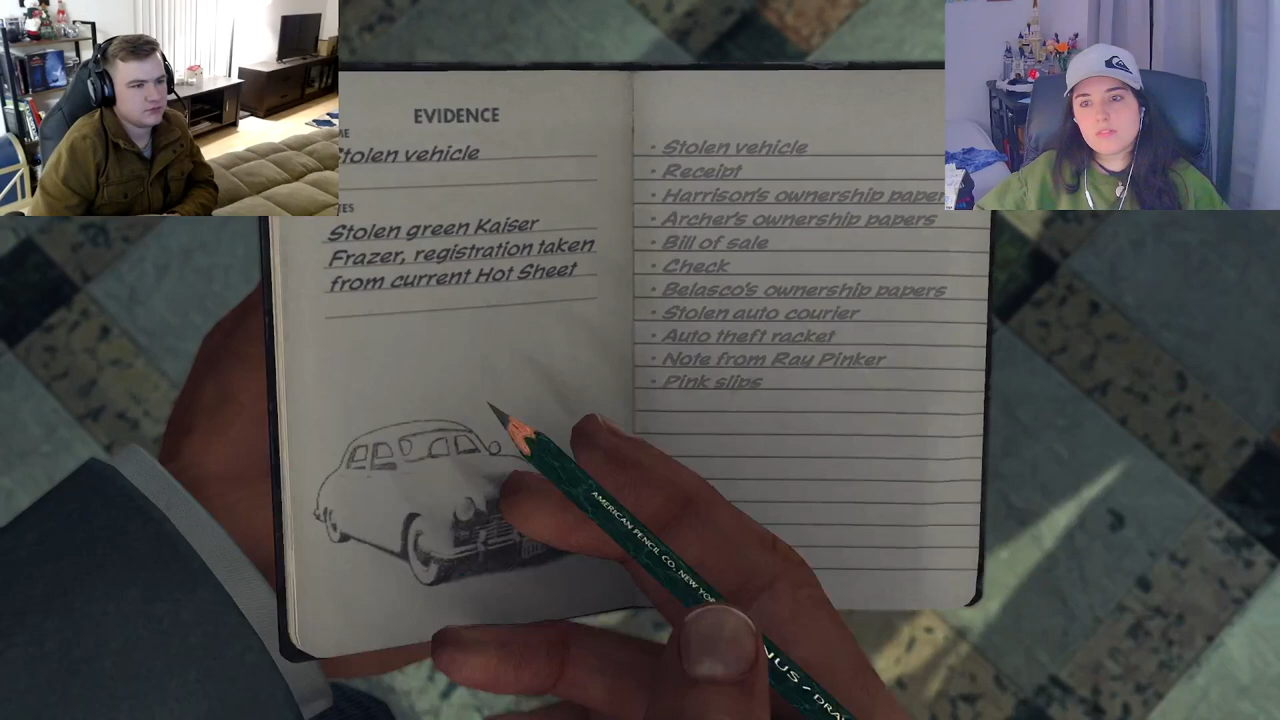 EVIDENCE
Stolen vehicle
Stolen green Kaiser
Frazer, registration taken
from current Hot Sheet
· Stolen vehicle
· Receipt
· Harrison's ownership paper
· Archer's ownership papers
· Bill of sale
· Check
· Belasco's ownership papers
· Stolen auto courier
· Auto theft racket
· Note from Ray Pinker
· Pink slips
AMERICAN PENCIL CO. NEW YOR